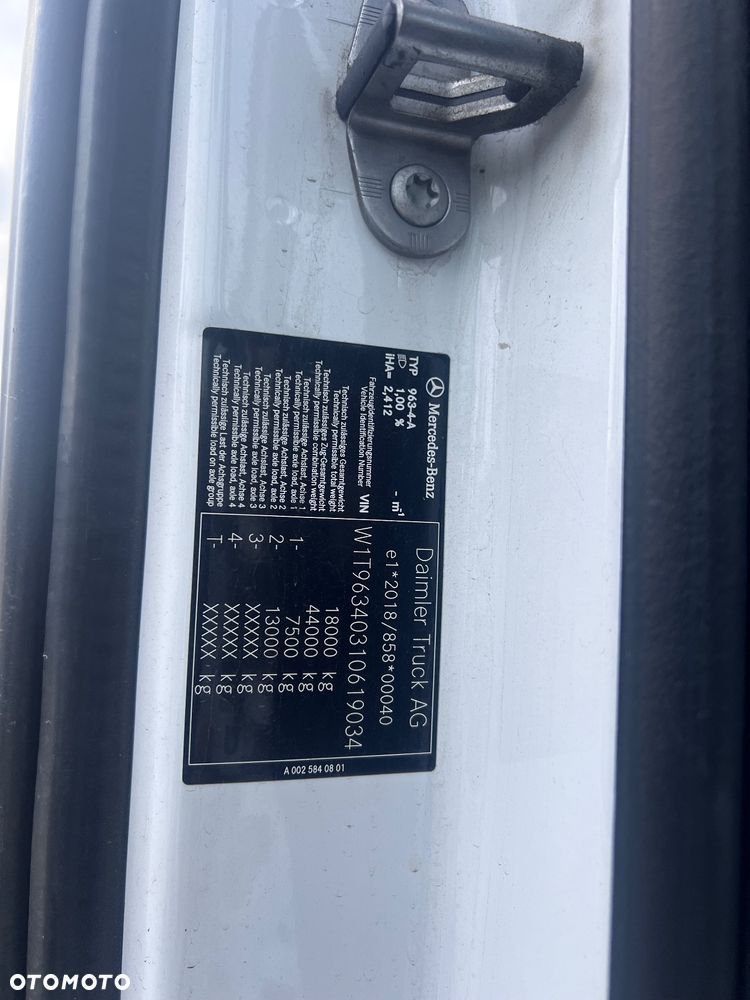 Mercedes-Benz
Daimler Truck AG
TYP 963-4-A
1,00 %
- m-1
e1*2018/858*00040
iHA= 2,412
Fahrzeugidentifizierungsnummer
Vehicle Identification Number
VIN W1T96340310619034
Technisch zulässiges Gesamtgewicht
Technically permissible total weight
18000 kg
Technisch zulässiges Zug-Gesamtgewicht
Technically permissible combination weight
44000 kg
Technisch zulässige Achslast, Achse 1
Technically permissible axle load, axle 1
1- 7500 kg
Technisch zulässige Achslast, Achse 2
Technically permissible axle load, axle 2
2- 13000 kg
Technisch zulässige Achslast, Achse 3
Technically permissible axle load, axle 3
3- XXXXX kg
Technisch zulässige Achslast, Achse 4
Technically permissible axle load, axle 4
4- XXXXX kg
Technisch zulässige Last der Achsgruppe
Technically permissible load on axle group
T- XXXXX kg
A 002 584 08 01
OTOMOTO